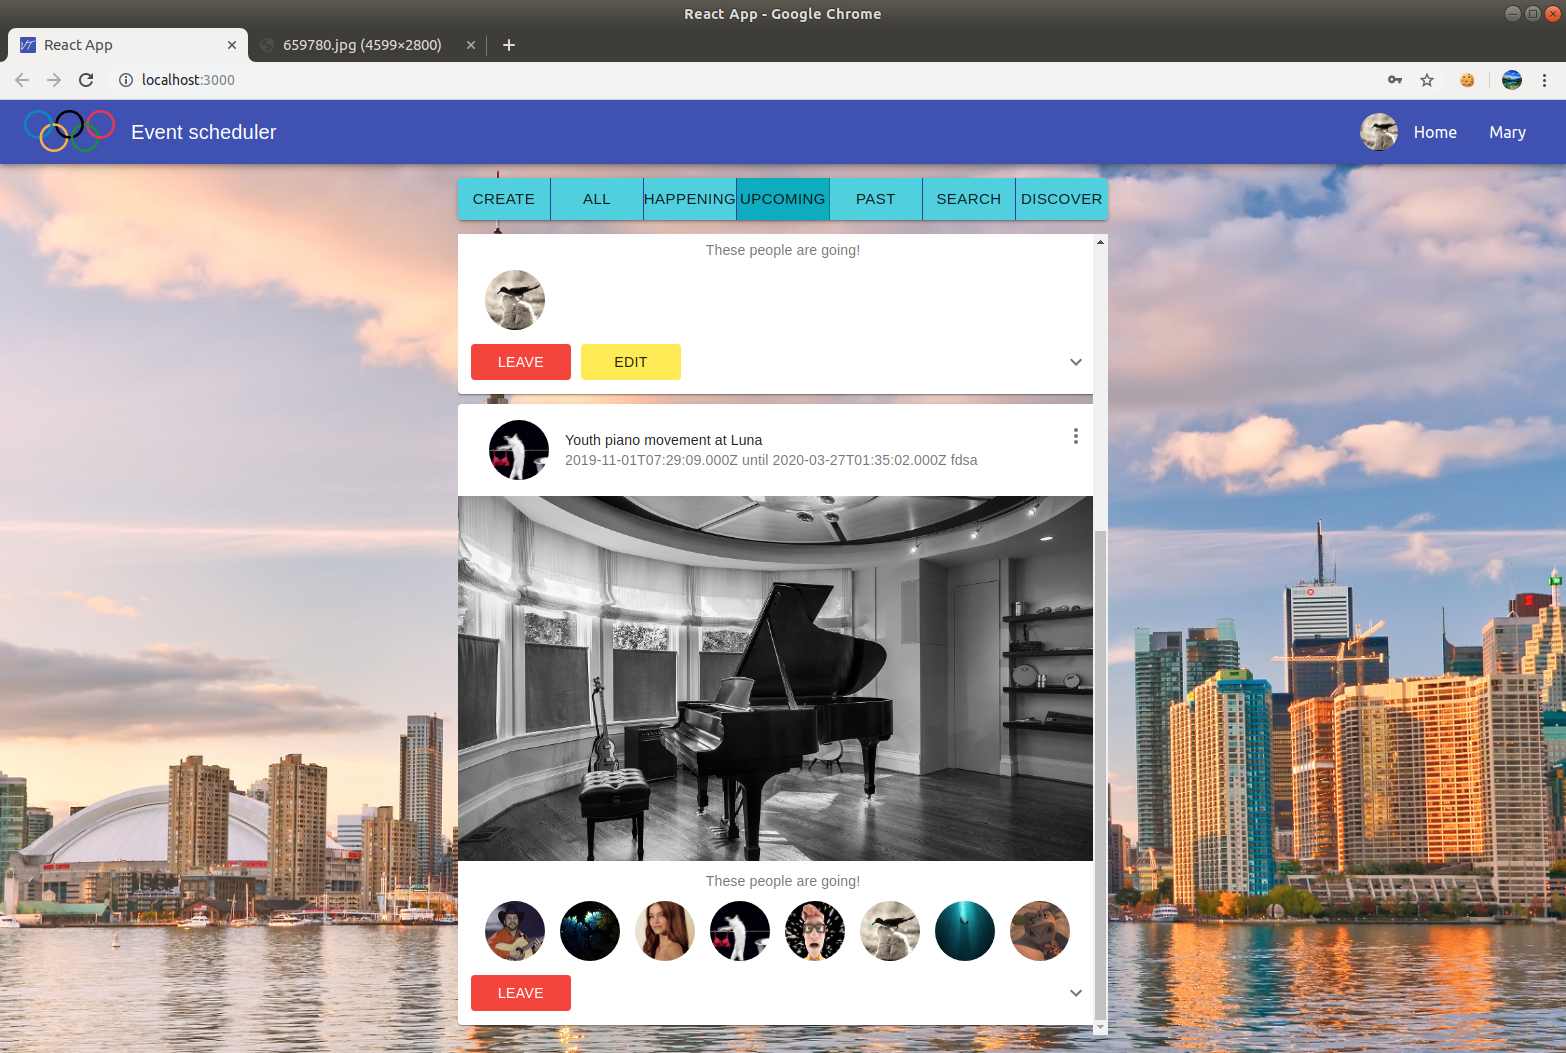 React App - Google Chrome
React App
659780.jpg (4599×2800)
localhost:3000
Event scheduler
Home
Mary
CREATE
ALL
HAPPENING
UPCOMING
PAST
SEARCH
DISCOVER
These people are going!
LEAVE
EDIT
Youth piano movement at Luna
2019-11-01T07:29:09.000Z until 2020-03-27T01:35:02.000Z fdsa
These people are going!
LEAVE